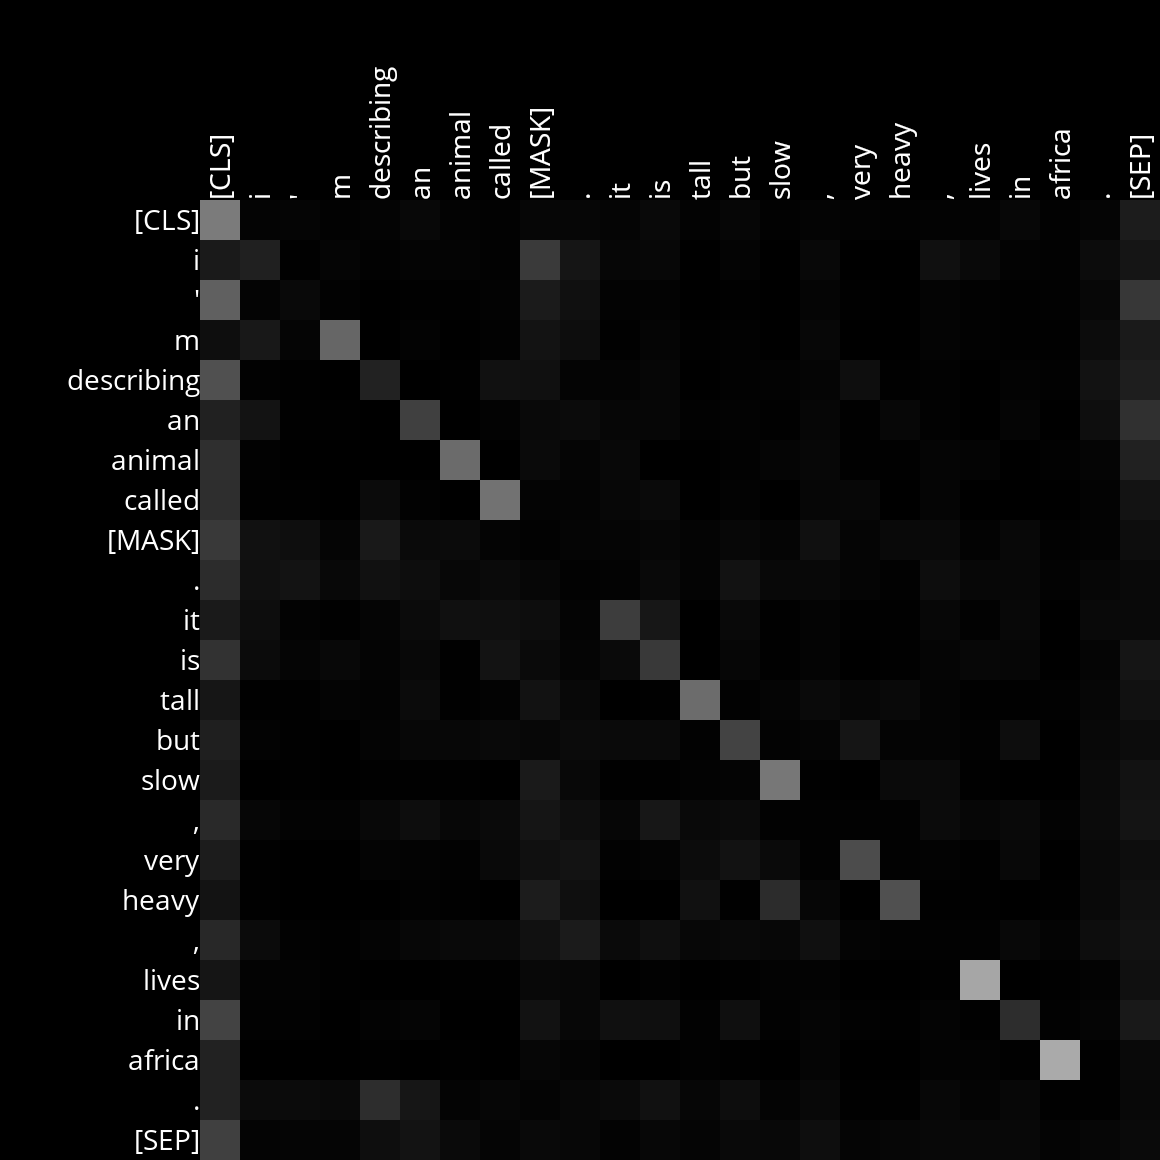 [CLS] i ' m describing an animal called [MASK] . it is tall but slow , very heavy , lives in africa . [SEP]
[CLS]
i
'
m
describing
an
animal
called
[MASK]
.
it
is
tall
but
slow
,
very
heavy
,
lives
in
africa
.
[SEP]